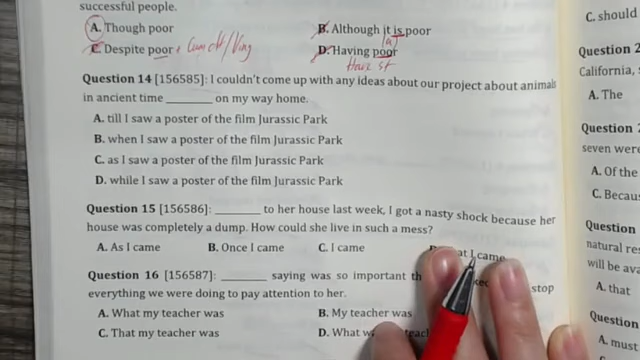 successful people.
A. Though poor
B. Although it is poor
C. Despite poor + Cụm dt/Ving
D. Having poor
Have st
Question 14 [156585]: I couldn't come up with any ideas about our project about animals
in ancient time ________ on my way home.
A. till I saw a poster of the film Jurassic Park
B. when I saw a poster of the film Jurassic Park
C. as I saw a poster of the film Jurassic Park
D. while I saw a poster of the film Jurassic Park
Question 15 [156586]: ________ to her house last week, I got a nasty shock because her
house was completely a dump. How could she live in such a mess?
A. As I came
B. Once I came
C. I came
I came
Question 16 [156587]: ________ saying was so important stop
everything we were doing to pay attention to her.
A. What my teacher was
B. My teacher was
C. That my teacher was
D. What
C. should
Question
California,
A. The
Question
seven were
A. Of the
C. Becaus
Question
natural res
will be ava
A. that
Question
A. must